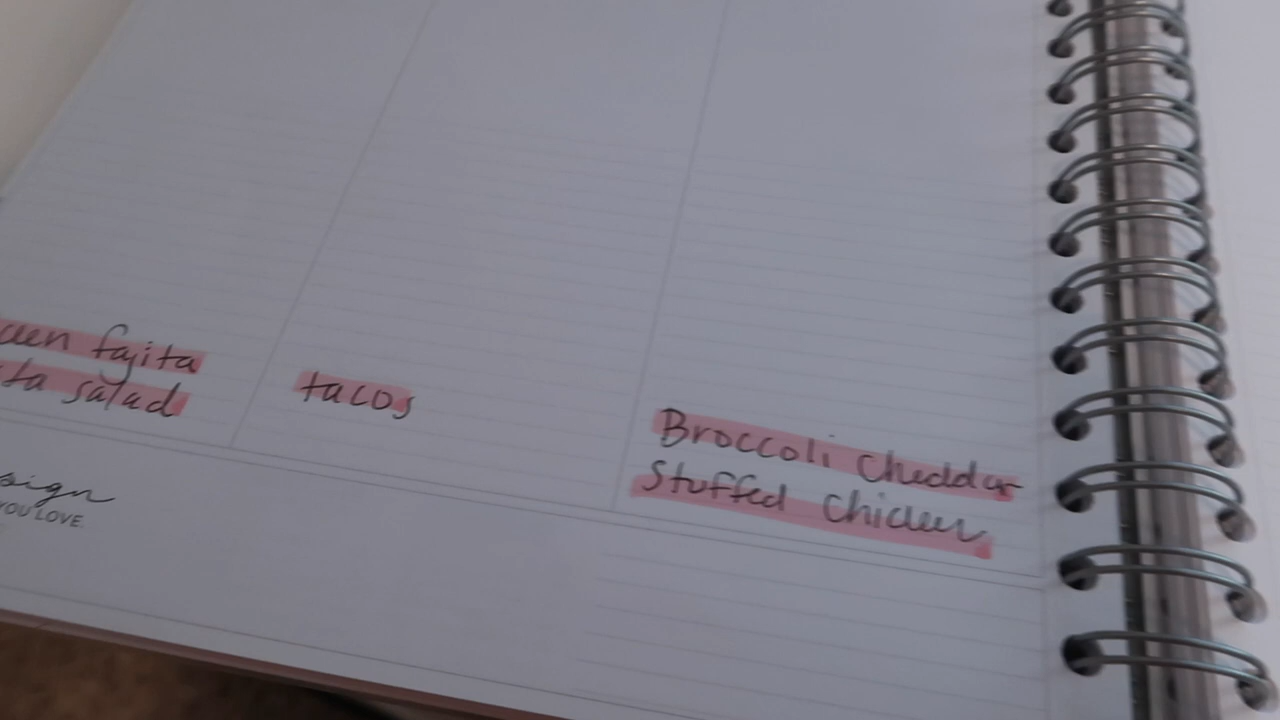 fajita
salad
tacos
Broccoli Cheddar
Stuffed Chicken
YOU LOVE.